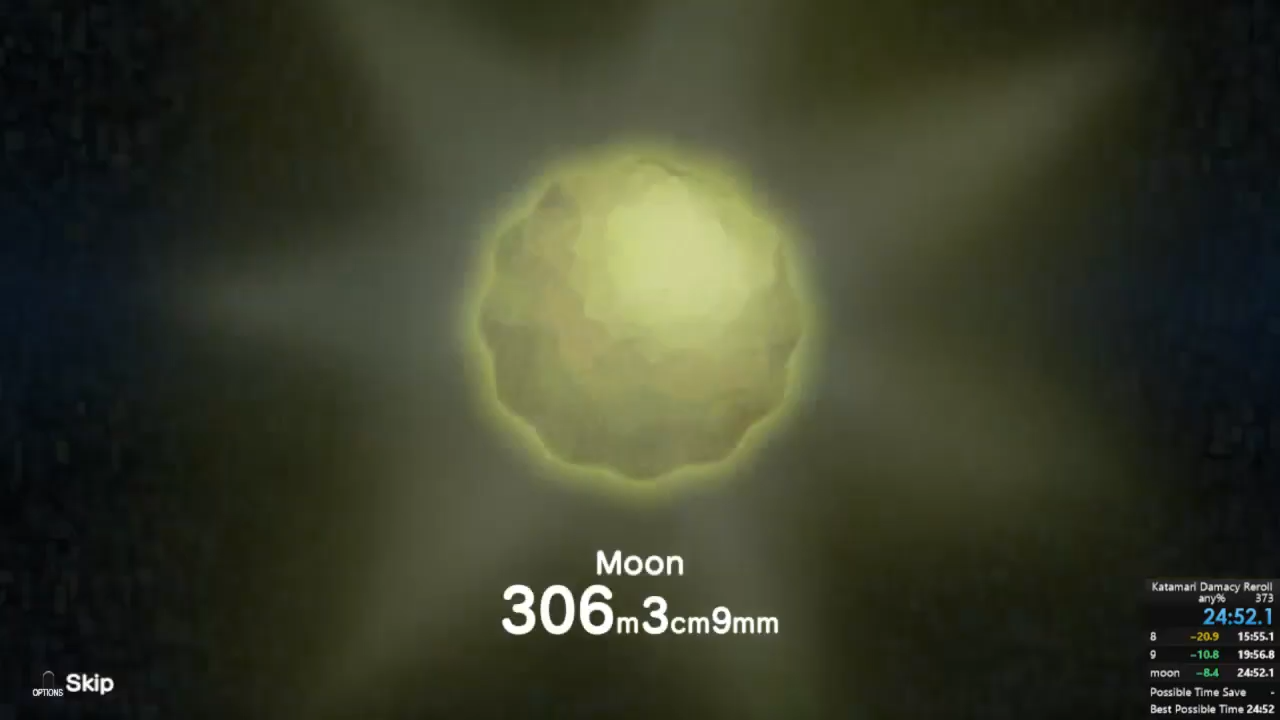 Moon
306m3cm9mm
OPTIONS Skip
Katamari Damacy Reroll
any% 373
24:52.1
8 -20.9 15:55.1
9 -10.8 19:56.8
moon -8.4 24:52.1
Possible Time Save -
Best Possible Time 24:52